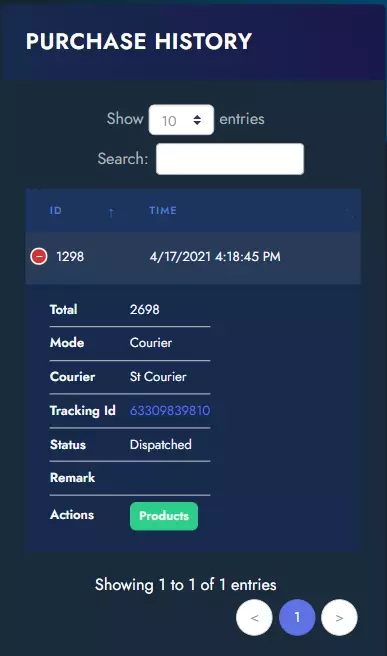 PURCHASE HISTORY
Show 10 entries
Search:
ID ↑ TIME
1298 4/17/2021 4:18:45 PM
Total 2698
Mode Courier
Courier St Courier
Tracking Id 63309839810
Status Dispatched
Remark
Actions Products
Showing 1 to 1 of 1 entries
< 1 >